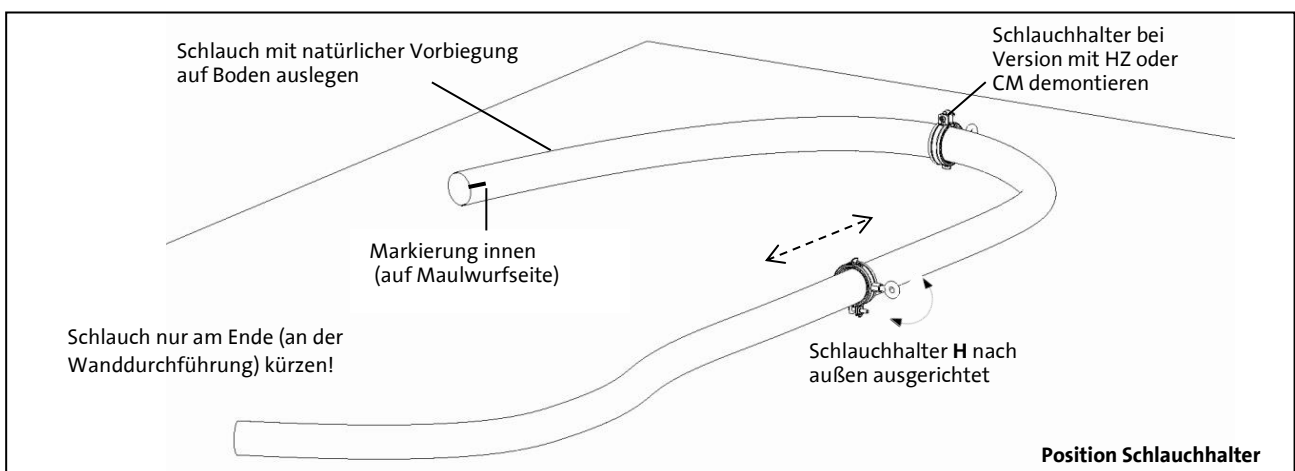 Schlauch mit natürlicher Vorbiegung
auf Boden auslegen
Schlauchhalter bei
Version mit HZ oder
CM demontieren
Markierung innen
(auf Maulwurfseite)
Schlauch nur am Ende (an der
Wanddurchführung) kürzen!
Schlauchhalter H nach
außen ausgerichtet
Position Schlauchhalter